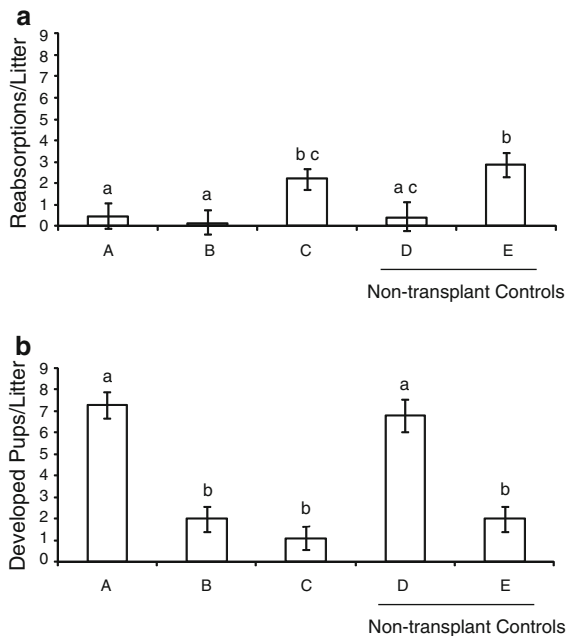 a
Reabsorptions/Litter
9
8
7
6
5
4
3
2
1
0
a
a
b c
a c
b
A
B
C
D
E
Non-transplant Controls
b
Developed Pups/Litter
9
8
7
6
5
4
3
2
1
0
a
b
b
a
b
A
B
C
D
E
Non-transplant Controls